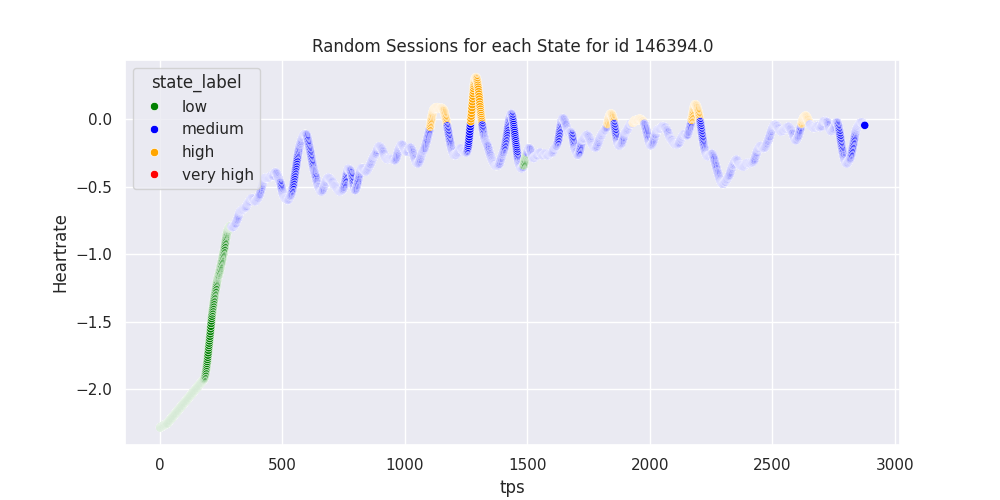 Random Sessions for each State for id 146394.0
state_label
low
medium
high
very high
Heartrate
0.0
−0.5
−1.0
−1.5
−2.0
0 500 1000 1500 2000 2500 3000
tps